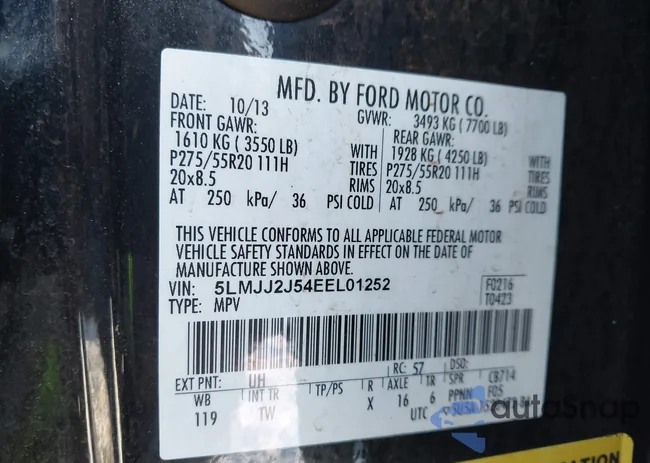 MFD. BY FORD MOTOR CO.
DATE: 10/13 GVWR: 3493 KG ( 7700 LB)
FRONT GAWR: REAR GAWR:
1610 KG ( 3550 LB) WITH 1928 KG ( 4250 LB) WITH
P275/55R20 111H TIRES P275/55R20 111H TIRES
20x8.5 RIMS 20x8.5 RIMS
AT 250 kPa/ 36 PSI COLD AT 250 kPa/ 36 PSI COLD
THIS VEHICLE CONFORMS TO ALL APPLICABLE FEDERAL MOTOR
VEHICLE SAFETY STANDARDS IN EFFECT ON THE DATE OF
MANUFACTURE SHOWN ABOVE.
VIN: 5LMJJ2J54EEL01252 F0216
TYPE: MPV T0423
EXT PNT: UH RC: 57 DSO:
WB INT TR TP/PS R AXLE TR SPR CB714
119 TW X 16 6 PPNN FDS
UTC
autoSnap